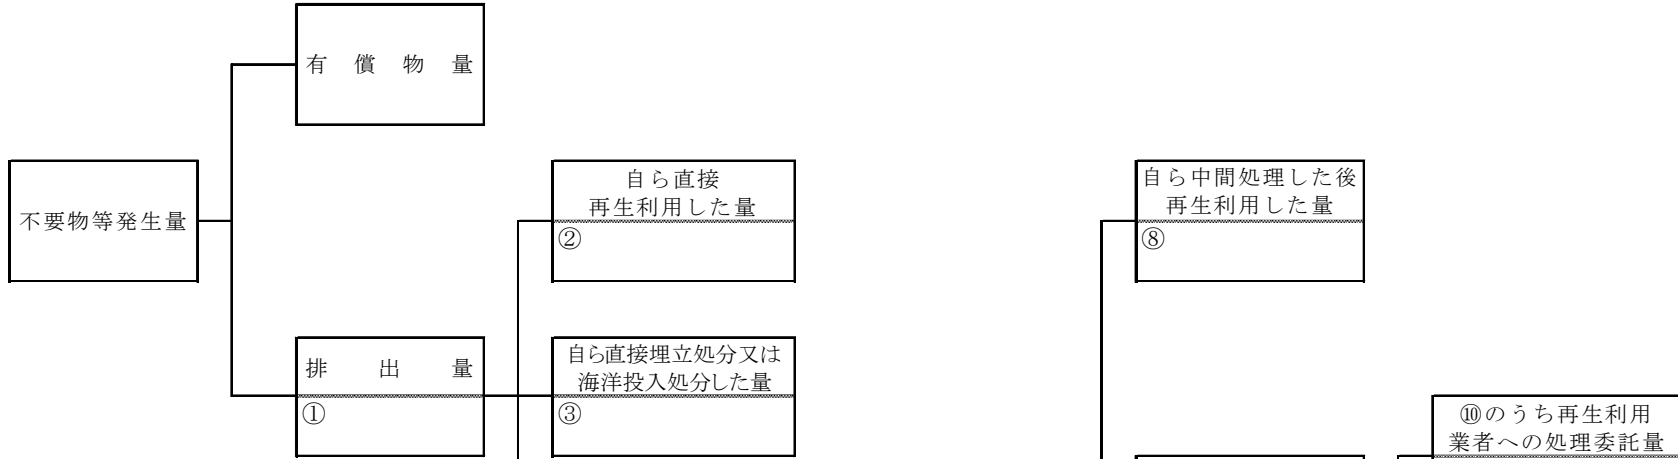 有償物量
自ら直接
再生利用した量
②
自ら中間処理した後
再生利用した量
⑧
不要物等発生量
排出量
①
自ら直接埋立処分又は
海洋投入処分した量
③
⑩のうち再生利用
業者への処理委託量